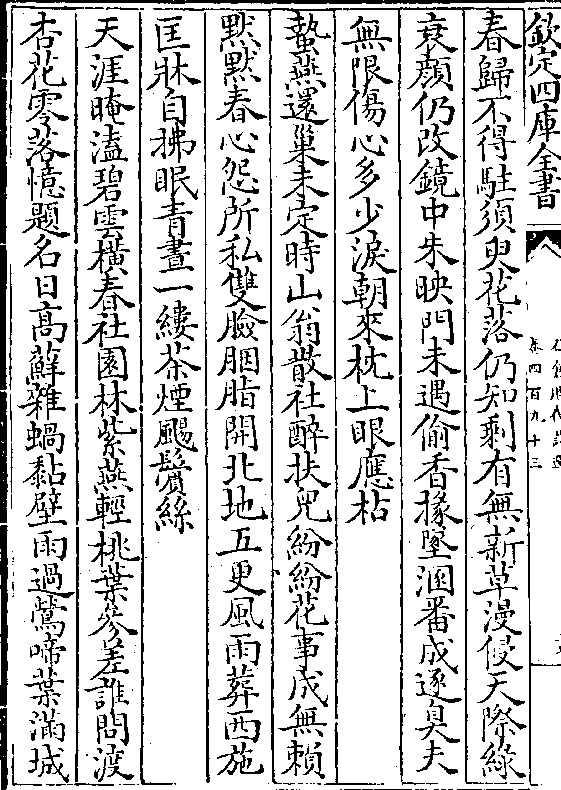 欽定四庫全書
卷四百九十三
春歸不得駐須臾花落仍知剩有無新草漫侵天際綠
衰顔仍改鏡中朱映門未遇偷香掾墜溷番成逐臭夫
無限傷心多少淚朝來枕上眼應枯
蟄燕還巢未定時山翁散社醉扶兒紛紛花事成無賴
默默春心怨所私雙臉胭脂開北地五更風雨葬西施
匡牀自拂眠青晝一縷茶煙颺鬢絲
天涯晻溘碧雲橫春社園林紫燕輕桃葉參差誰問渡
杏花零落憶題名日髙蘚雜蝸黏壁雨過鶯啼葉滿城